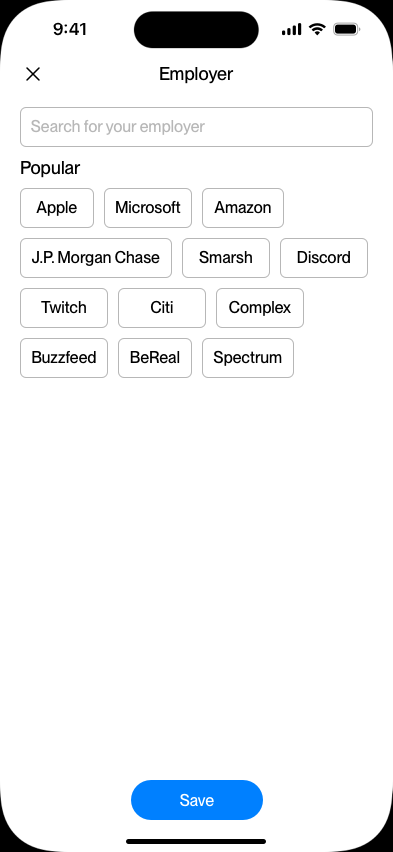 9:41
Employer
Search for your employer
Popular
Apple Microsoft Amazon
J.P. Morgan Chase Smarsh Discord
Twitch Citi Complex
Buzzfeed BeReal Spectrum
Save